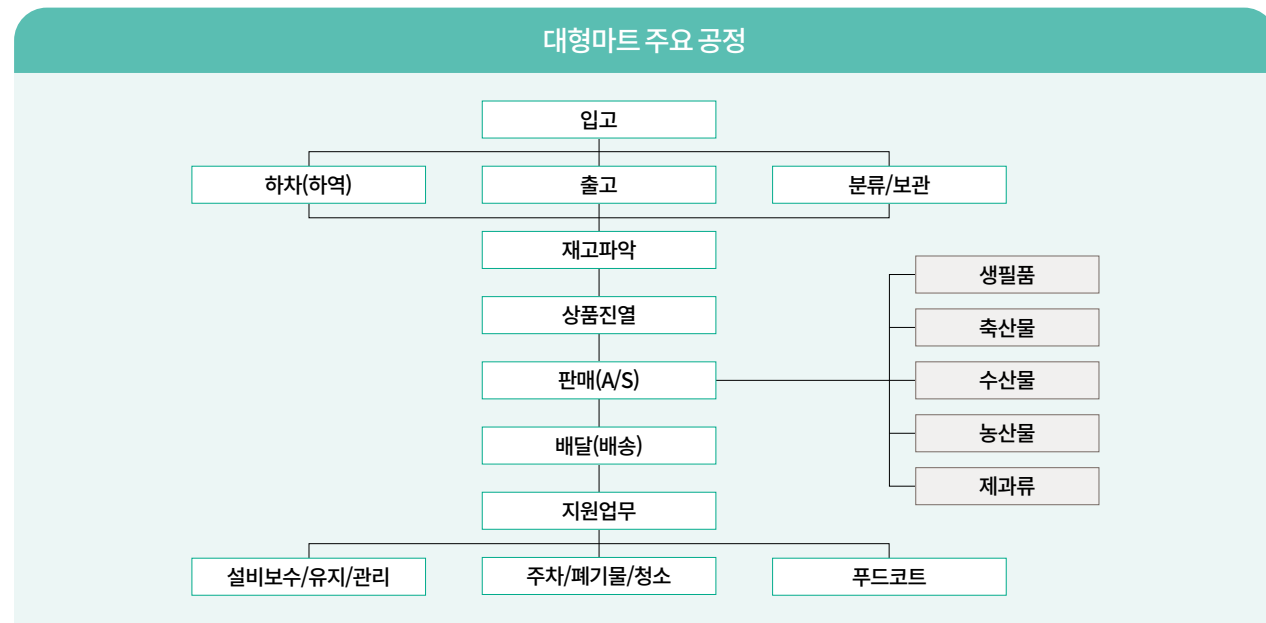 대형마트 주요 공정
입고
하차(하역)
출고
분류/보관
재고파악
생필품
상품진열
축산물
판매(A/S)
수산물
배달(배송)
농산물
제과류
지원업무
설비보수/유지/관리
주차/폐기물/청소
푸드코트